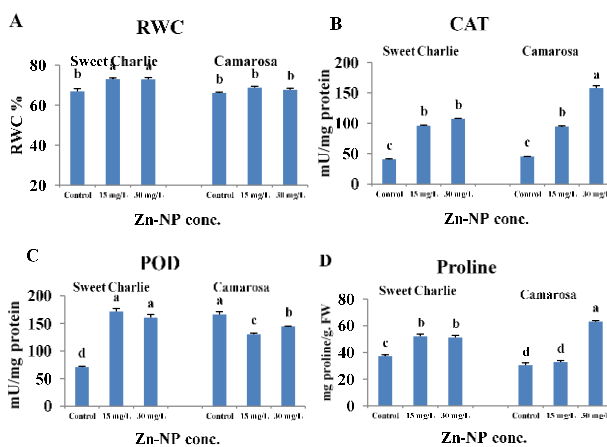 A
RWC
Sweet Charlie
Camarosa
b a a b b b
80
60
40
20
RWC %
Control 15 mg/L 30 mg/L Control 15 mg/L 30 mg/L
Zn-NP conc.
B
CAT
Sweet Charlie
Camarosa
c b b c b a
200
150
100
50
0
mU/mg protein
Control 15 mg/L 30 mg/L Control 15 mg/L 30 mg/L
Zn-NP conc.
C
POD
Sweet Charlie
Camarosa
d a a a c b
200
150
100
50
0
mU/mg protein
Control 15 mg/L 30 mg/L Control 15 mg/L 30 mg/L
Zn-NP conc.
D
Proline
Sweet Charlie
Camarosa
c b b d d a
80
60
40
20
0
mg proline/g. FW
Control 15 mg/L 30 mg/L Control 15 mg/L 30 mg/L
Zn-NP conc.